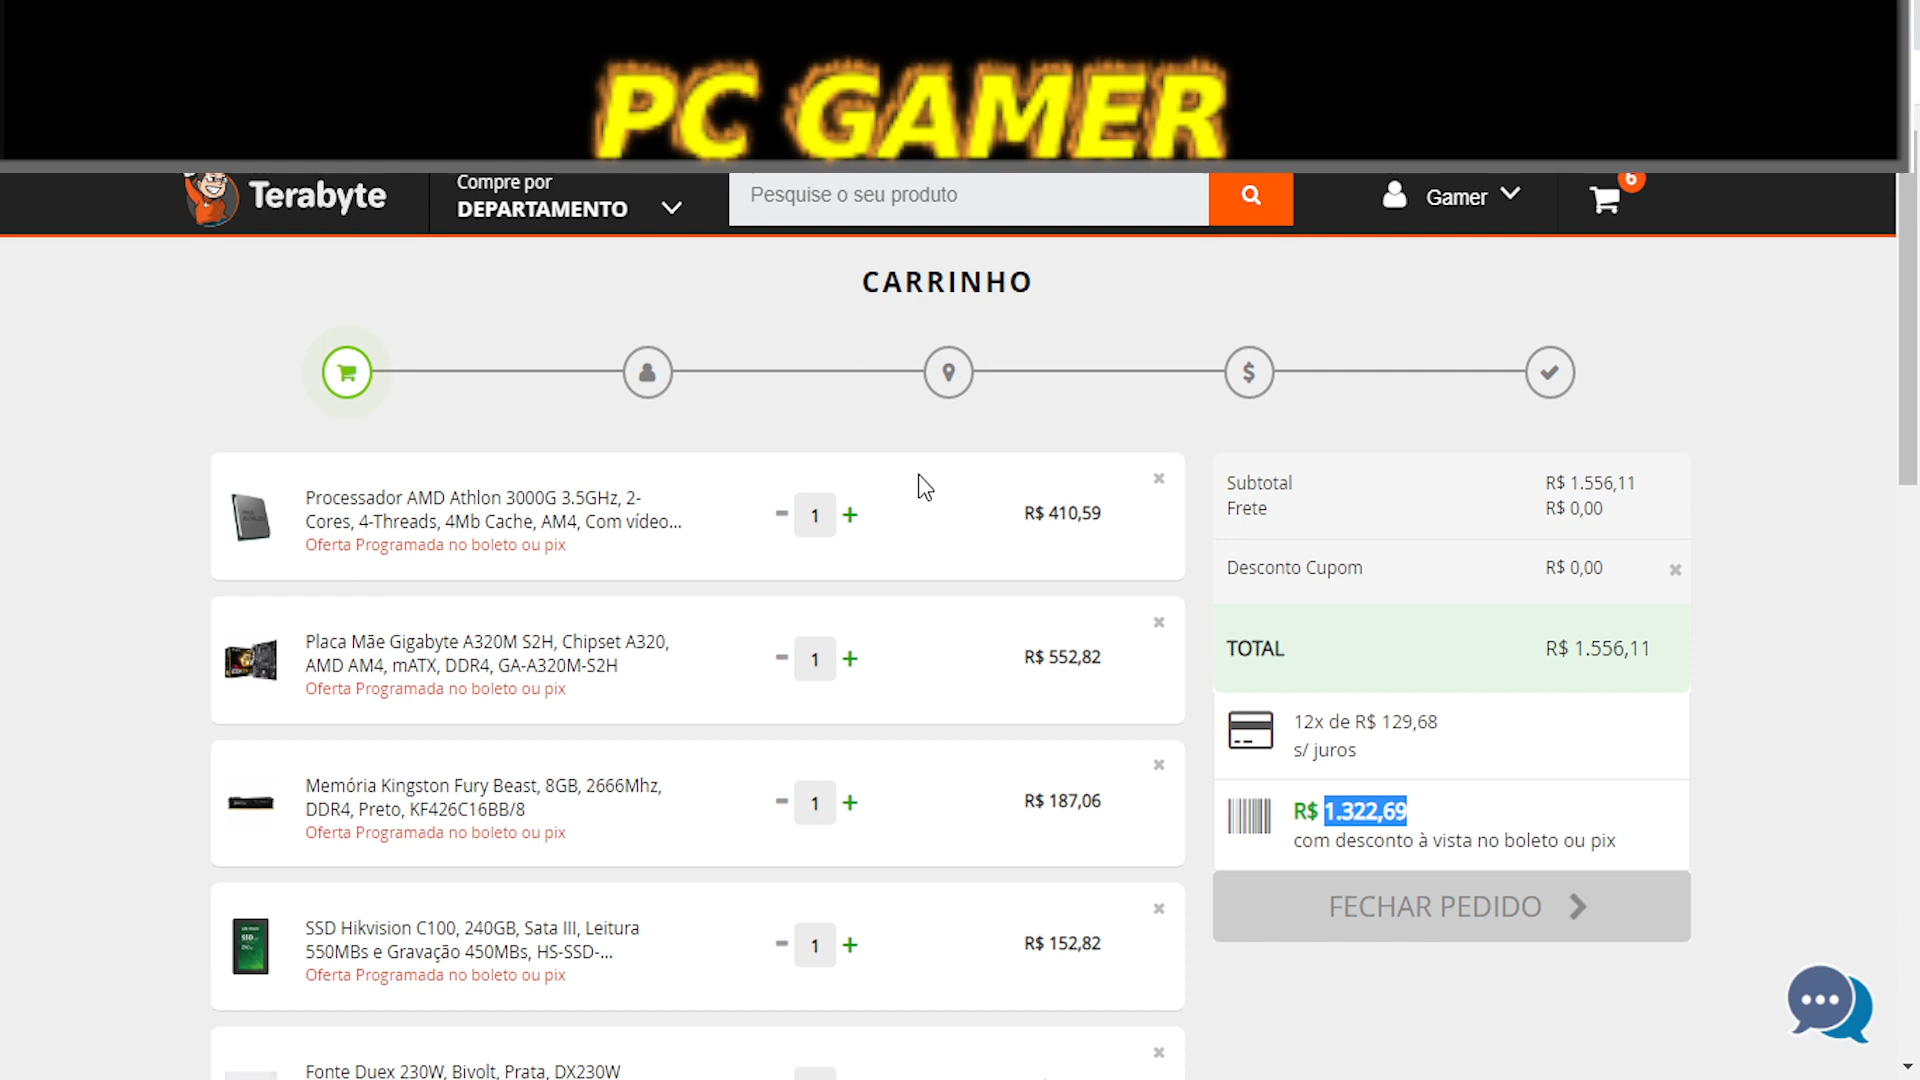 PC GAMER
Terabyte
Compre por
DEPARTAMENTO
Pesquise o seu produto
Gamer
6
CARRINHO
Processador AMD Athlon 3000G 3.5GHz, 2-
Cores, 4-Threads, 4Mb Cache, AM4, Com vídeo...
Oferta Programada no boleto ou pix
- 1 +
R$ 410,59
Placa Mãe Gigabyte A320M S2H, Chipset A320,
AMD AM4, mATX, DDR4, GA-A320M-S2H
Oferta Programada no boleto ou pix
- 1 +
R$ 552,82
Memória Kingston Fury Beast, 8GB, 2666Mhz,
DDR4, Preto, KF426C16BB/8
Oferta Programada no boleto ou pix
- 1 +
R$ 187,06
SSD Hikvision C100, 240GB, Sata III, Leitura
550MBs e Gravação 450MBs, HS-SSD-...
Oferta Programada no boleto ou pix
- 1 +
R$ 152,82
Fonte Duex 230W, Bivolt, Prata, DX230W
Subtotal R$ 1.556,11
Frete R$ 0,00
Desconto Cupom R$ 0,00
TOTAL R$ 1.556,11
12x de R$ 129,68
s/ juros
R$ 1.322,69
com desconto à vista no boleto ou pix
FECHAR PEDIDO